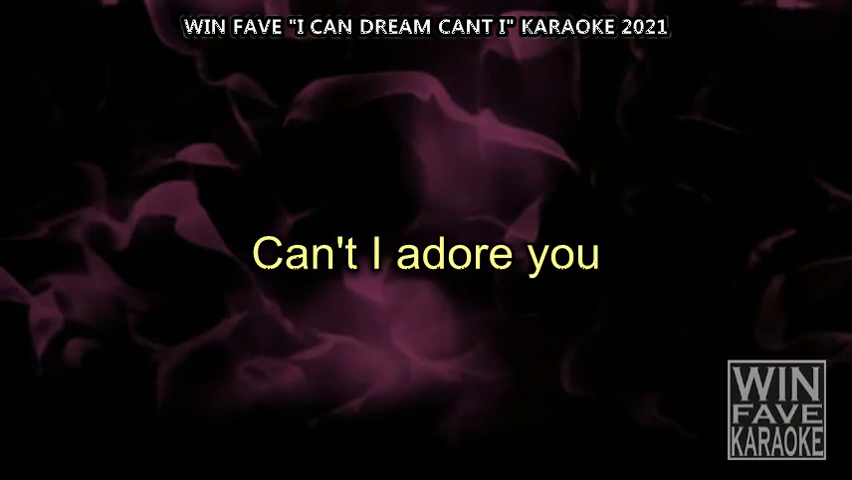 WIN FAVE "I CAN DREAM CANT I" KARAOKE 2021
Can't I adore you
WIN
FAVE
KARAOKE